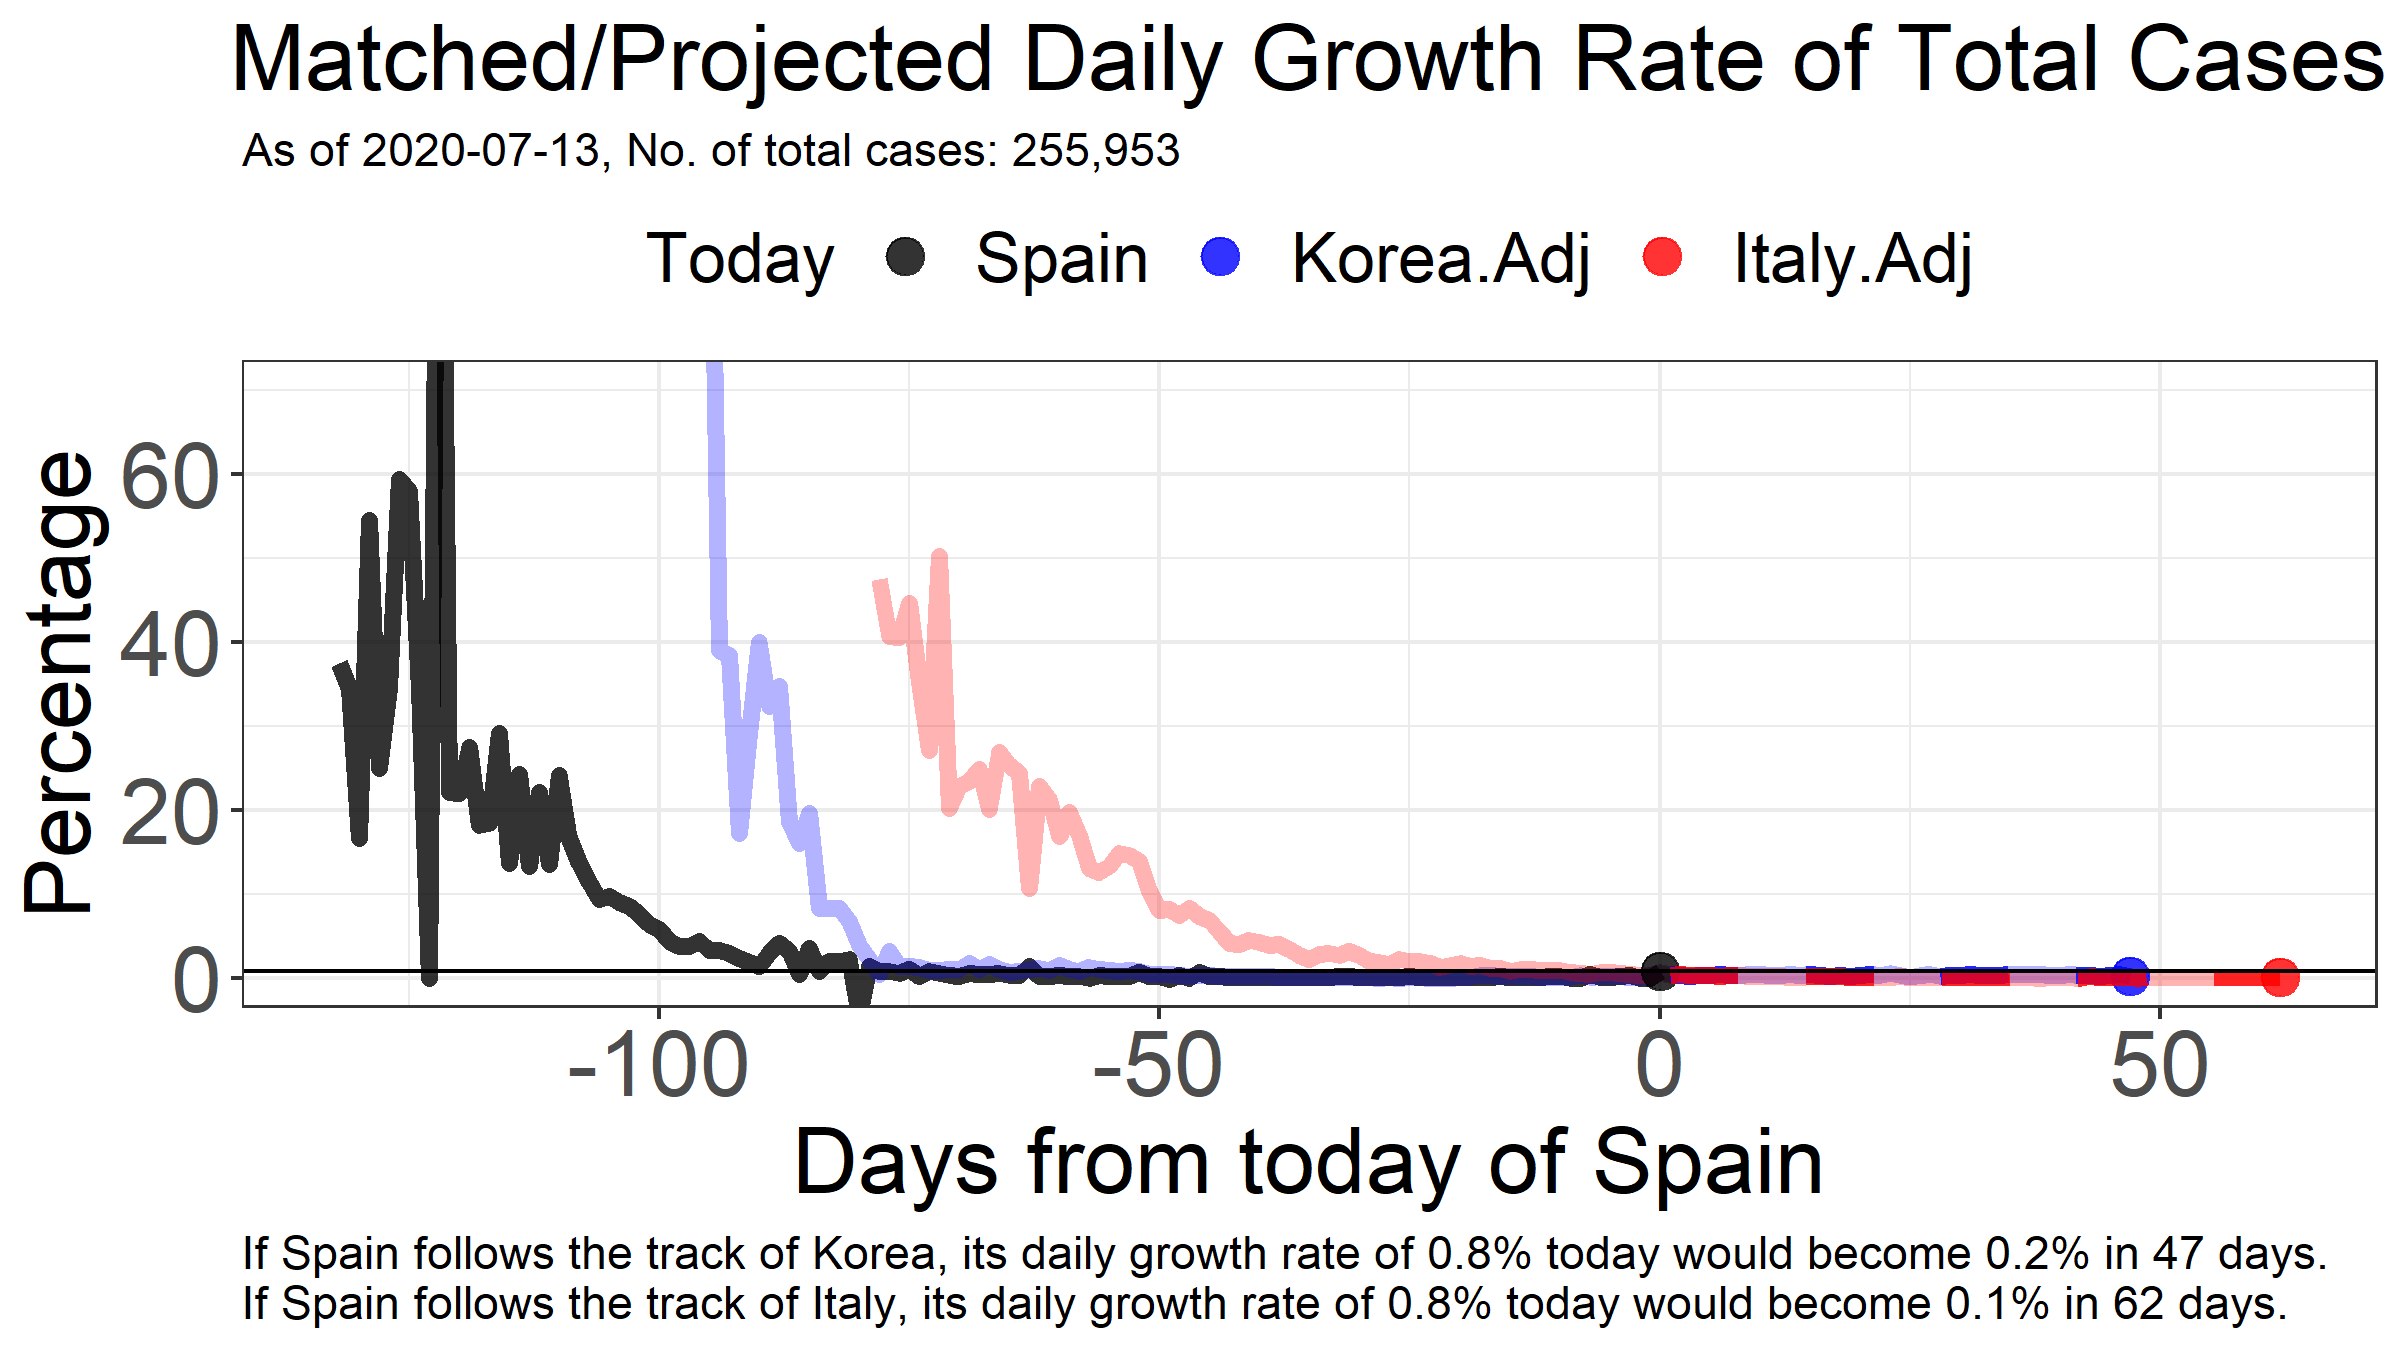 Matched/Projected Daily Growth Rate of Total Cases
As of 2020-07-13, No. of total cases: 255,953
Today Spain Korea.Adj Italy.Adj
Percentage
60
40
20
0
-100 -50 0 50
Days from today of Spain
If Spain follows the track of Korea, its daily growth rate of 0.8% today would become 0.2% in 47 days.
If Spain follows the track of Italy, its daily growth rate of 0.8% today would become 0.1% in 62 days.